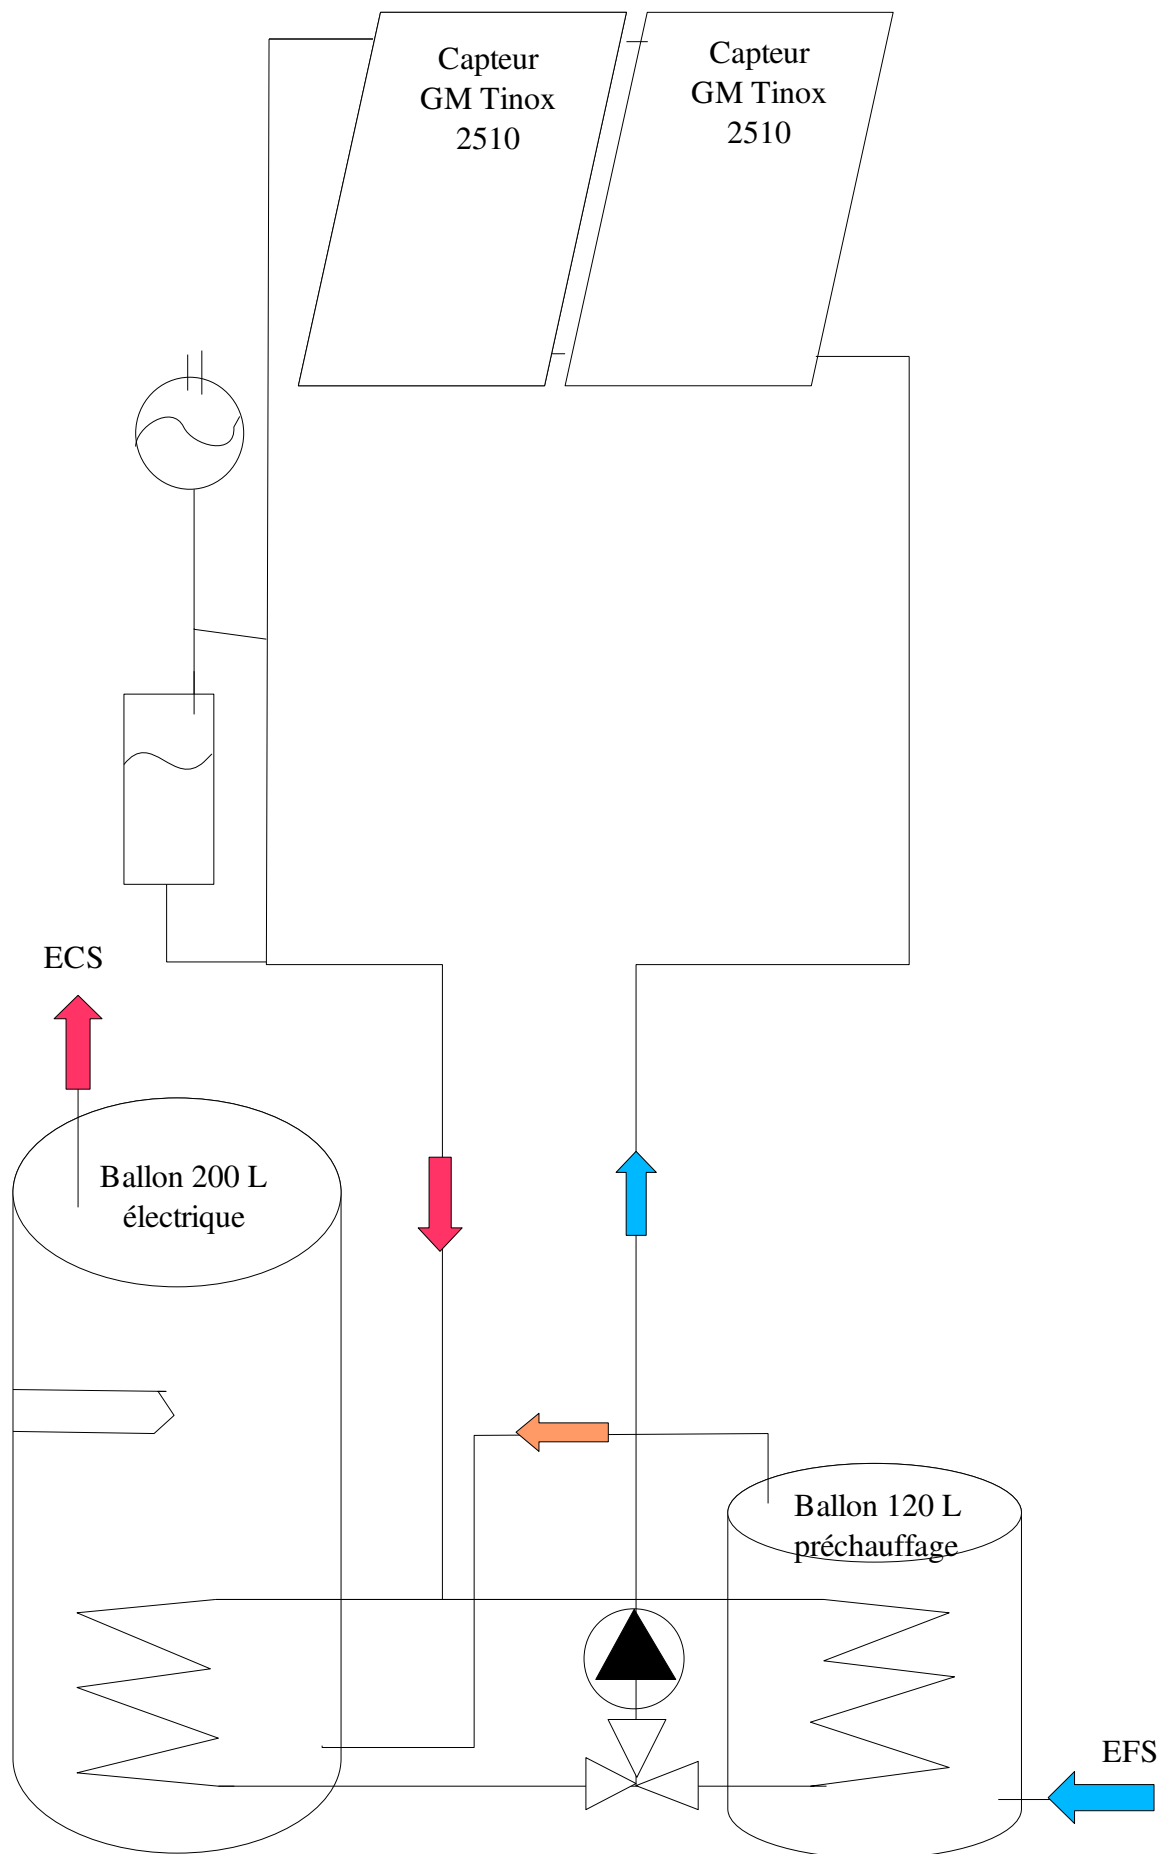 Capteur
GM Tinox
2510
Capteur
GM Tinox
2510
ECS
Ballon 200 L
électrique
Ballon 120 L
préchauffage
EFS